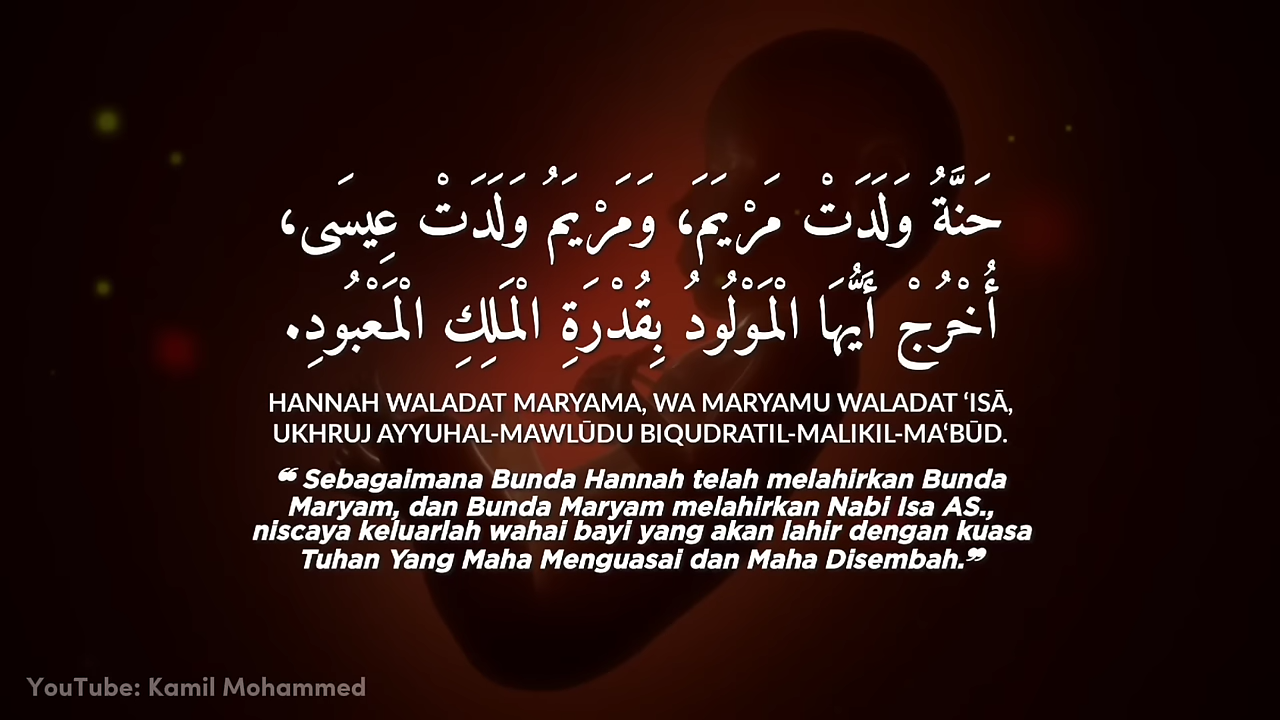 حَنَّةُ وَلَدَتْ مَرْيَمَ، وَمَرْيَمُ وَلَدَتْ عِيسَى،
أُخْرُجْ أَيُّهَا الْمَوْلُودُ بِقُدْرَةِ الْمَلِكِ الْمَعْبُودِ.
HANNAH WALADAT MARYAMA, WA MARYAMU WALADAT ‘ISĀ,
UKHRUJ AYYUHAL-MAWLŪDU BIQUDRATIL-MALIKIL-MA‘BŪD.
❝ Sebagaimana Bunda Hannah telah melahirkan Bunda
Maryam, dan Bunda Maryam melahirkan Nabi Isa AS.,
niscaya keluarlah wahai bayi yang akan lahir dengan kuasa
Tuhan Yang Maha Menguasai dan Maha Disembah.❞
YouTube: Kamil Mohammed